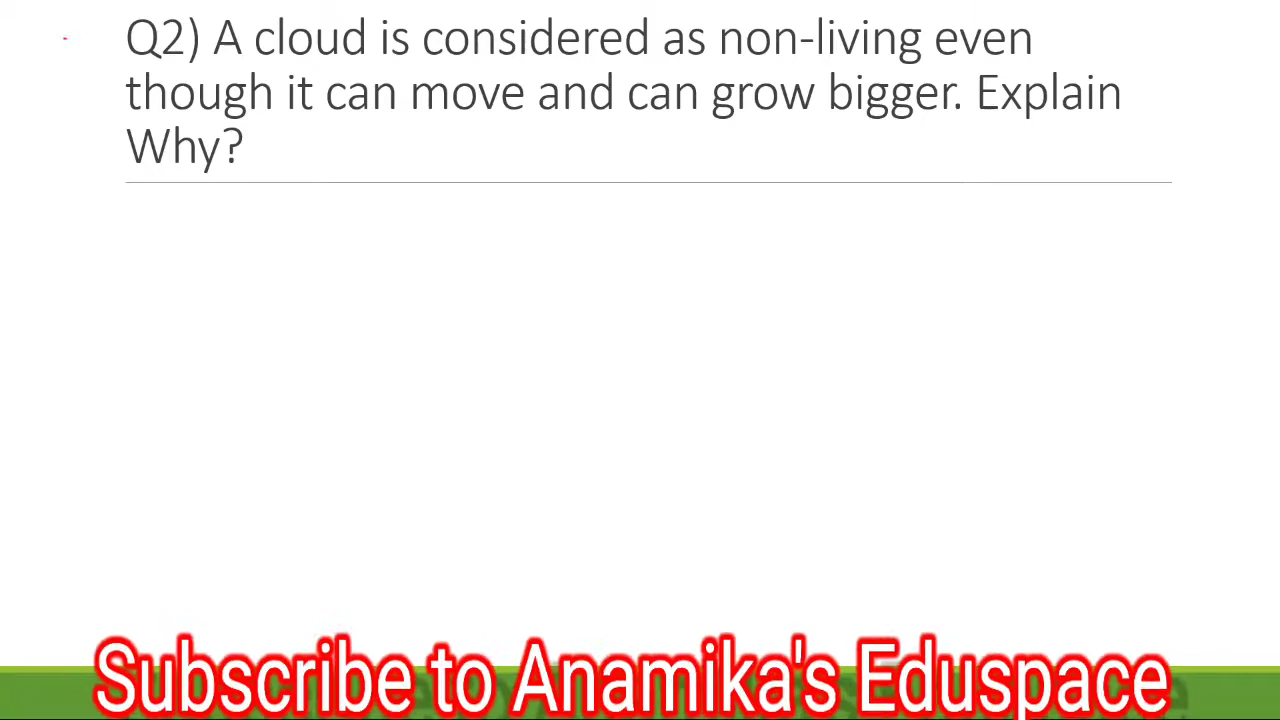 Q2) A cloud is considered as non-living even
though it can move and can grow bigger. Explain
Why?
Subscribe to Anamika's Eduspace